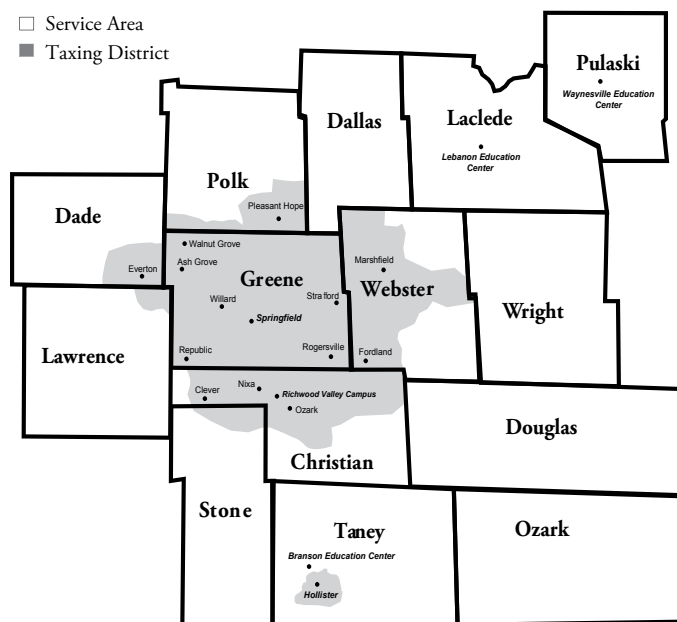 Service Area
Taxing District
Pulaski
Waynesville Education
Center
Dallas
Laclede
Lebanon Education
Center
Polk
Pleasant Hope
Dade
Walnut Grove
Everton
Ash Grove
Greene
Marshfield
Webster
Willard
Strafford
Springfield
Wright
Lawrence
Republic
Rogersville
Fordland
Clever
Nixa
Richwood Valley Campus
Ozark
Douglas
Christian
Stone
Taney
Ozark
Branson Education Center
Hollister